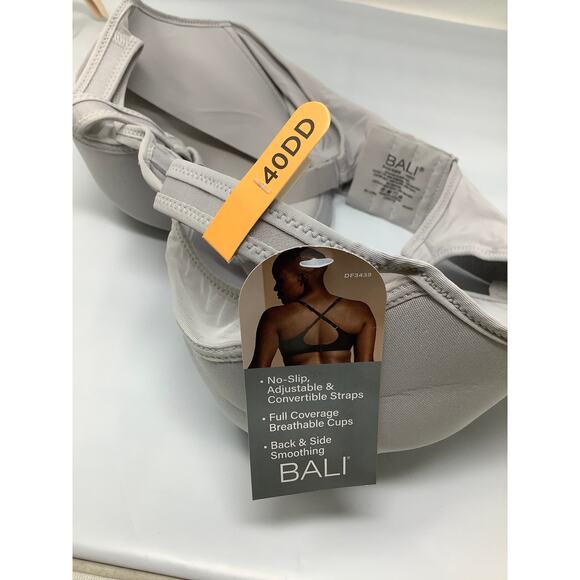 40DD
BALI®
DF3439
• No-Slip,
Adjustable &
Convertible Straps
• Full Coverage
Breathable Cups
• Back & Side
Smoothing
BALI®